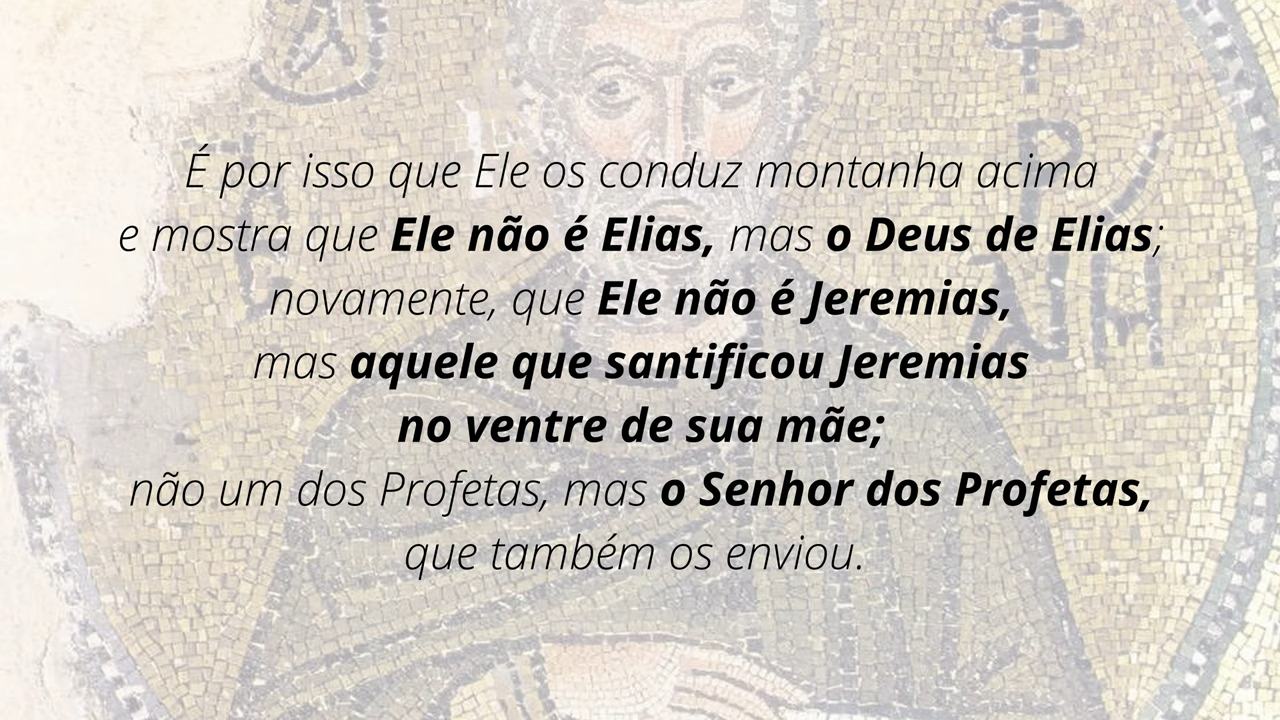 É por isso que Ele os conduz montanha acima
e mostra que Ele não é Elias, mas o Deus de Elias;
novamente, que Ele não é Jeremias,
mas aquele que santificou Jeremias
no ventre de sua mãe;
não um dos Profetas, mas o Senhor dos Profetas,
que também os enviou.